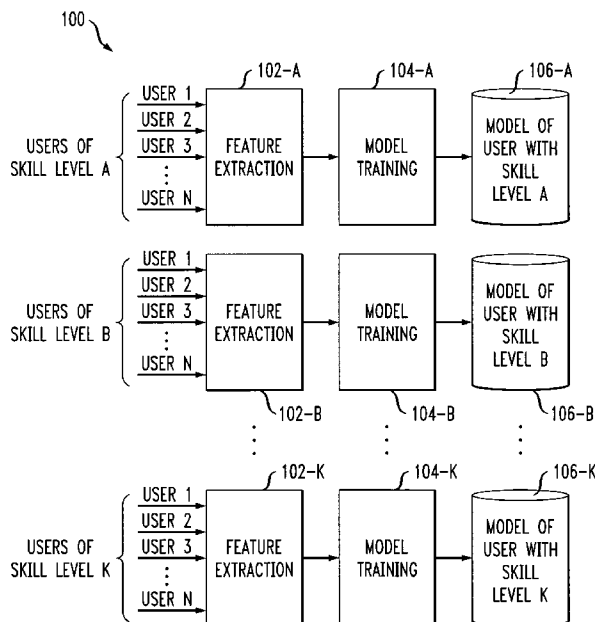 100
102-A
104-A
106-A
USERS OF
SKILL LEVEL A
USER 1
USER 2
USER 3
USER N
FEATURE
EXTRACTION
MODEL
TRAINING
MODEL OF
USER WITH
SKILL
LEVEL A
USERS OF
SKILL LEVEL B
USER 1
USER 2
USER 3
USER N
FEATURE
EXTRACTION
MODEL
TRAINING
MODEL OF
USER WITH
SKILL
LEVEL B
102-B
104-B
106-B
102-K
104-K
106-K
USERS OF
SKILL LEVEL K
USER 1
USER 2
USER 3
USER N
FEATURE
EXTRACTION
MODEL
TRAINING
MODEL OF
USER WITH
SKILL
LEVEL K